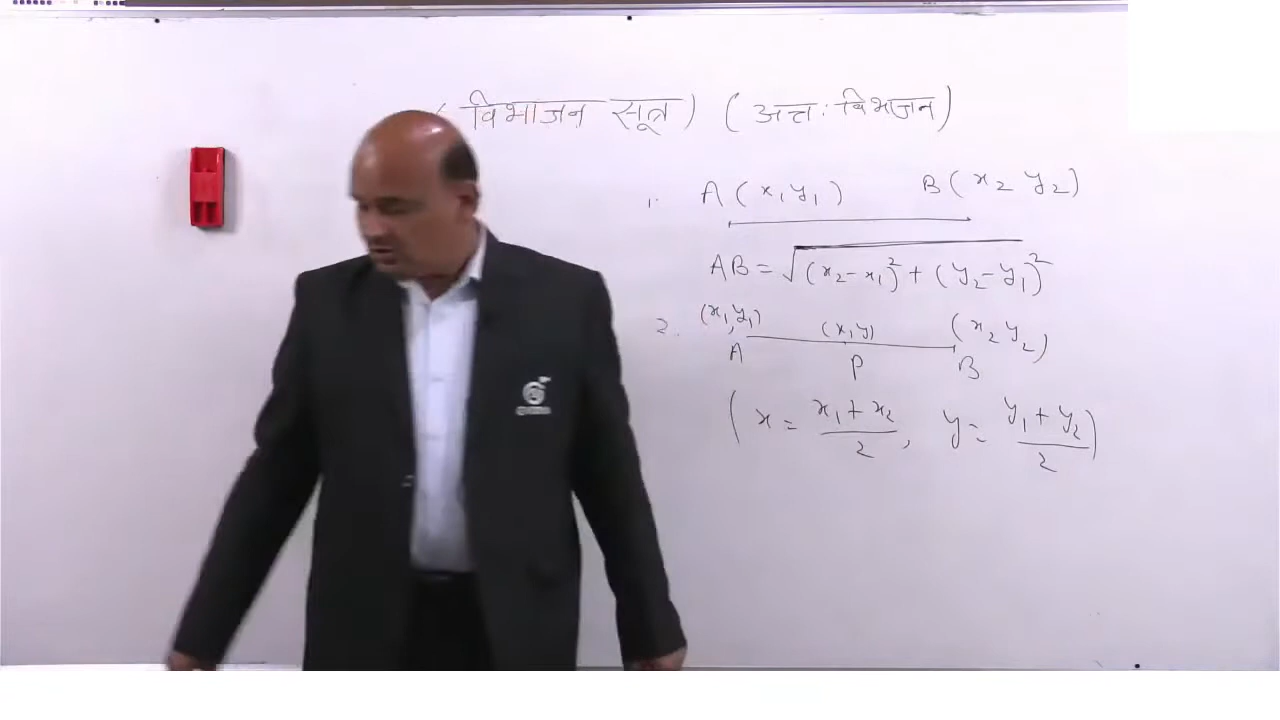 ( विभाजन सूत्र ) ( अत्तः विभाजन )
1. A ( x₁ y₁ ) B ( x₂ y₂ )
AB = √(x₂ - x₁)² + (y₂ - y₁)²
2. (x₁, y₁) (x, y) (x₂ y₂)
A P B
( x = (x₁ + x₂)/2 , y = (y₁ + y₂)/2 )